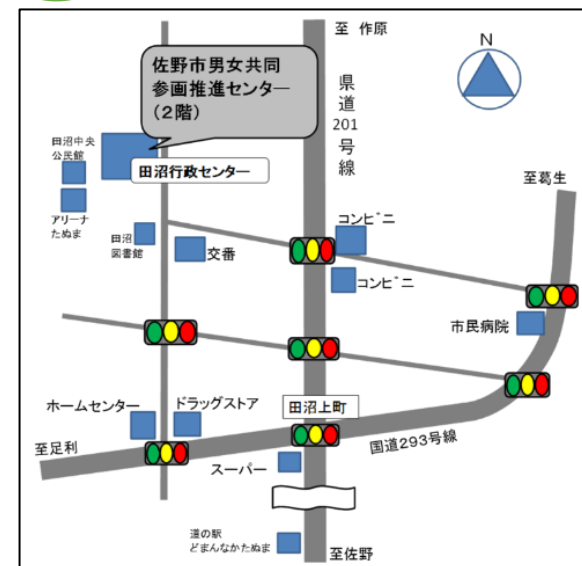 至 作原
N
佐野市男女共同
参画推進センター
(2階)
県道
201
号線
田沼中央
公民館
田沼行政センター
至葛生
アリーナ
たぬま
田沼
図書館
交番
コンビニ
コンビニ
市民病院
ホームセンター
ドラッグストア
田沼上町
国道293号線
至足利
スーパー
道の駅
どまんなかたぬま
至佐野